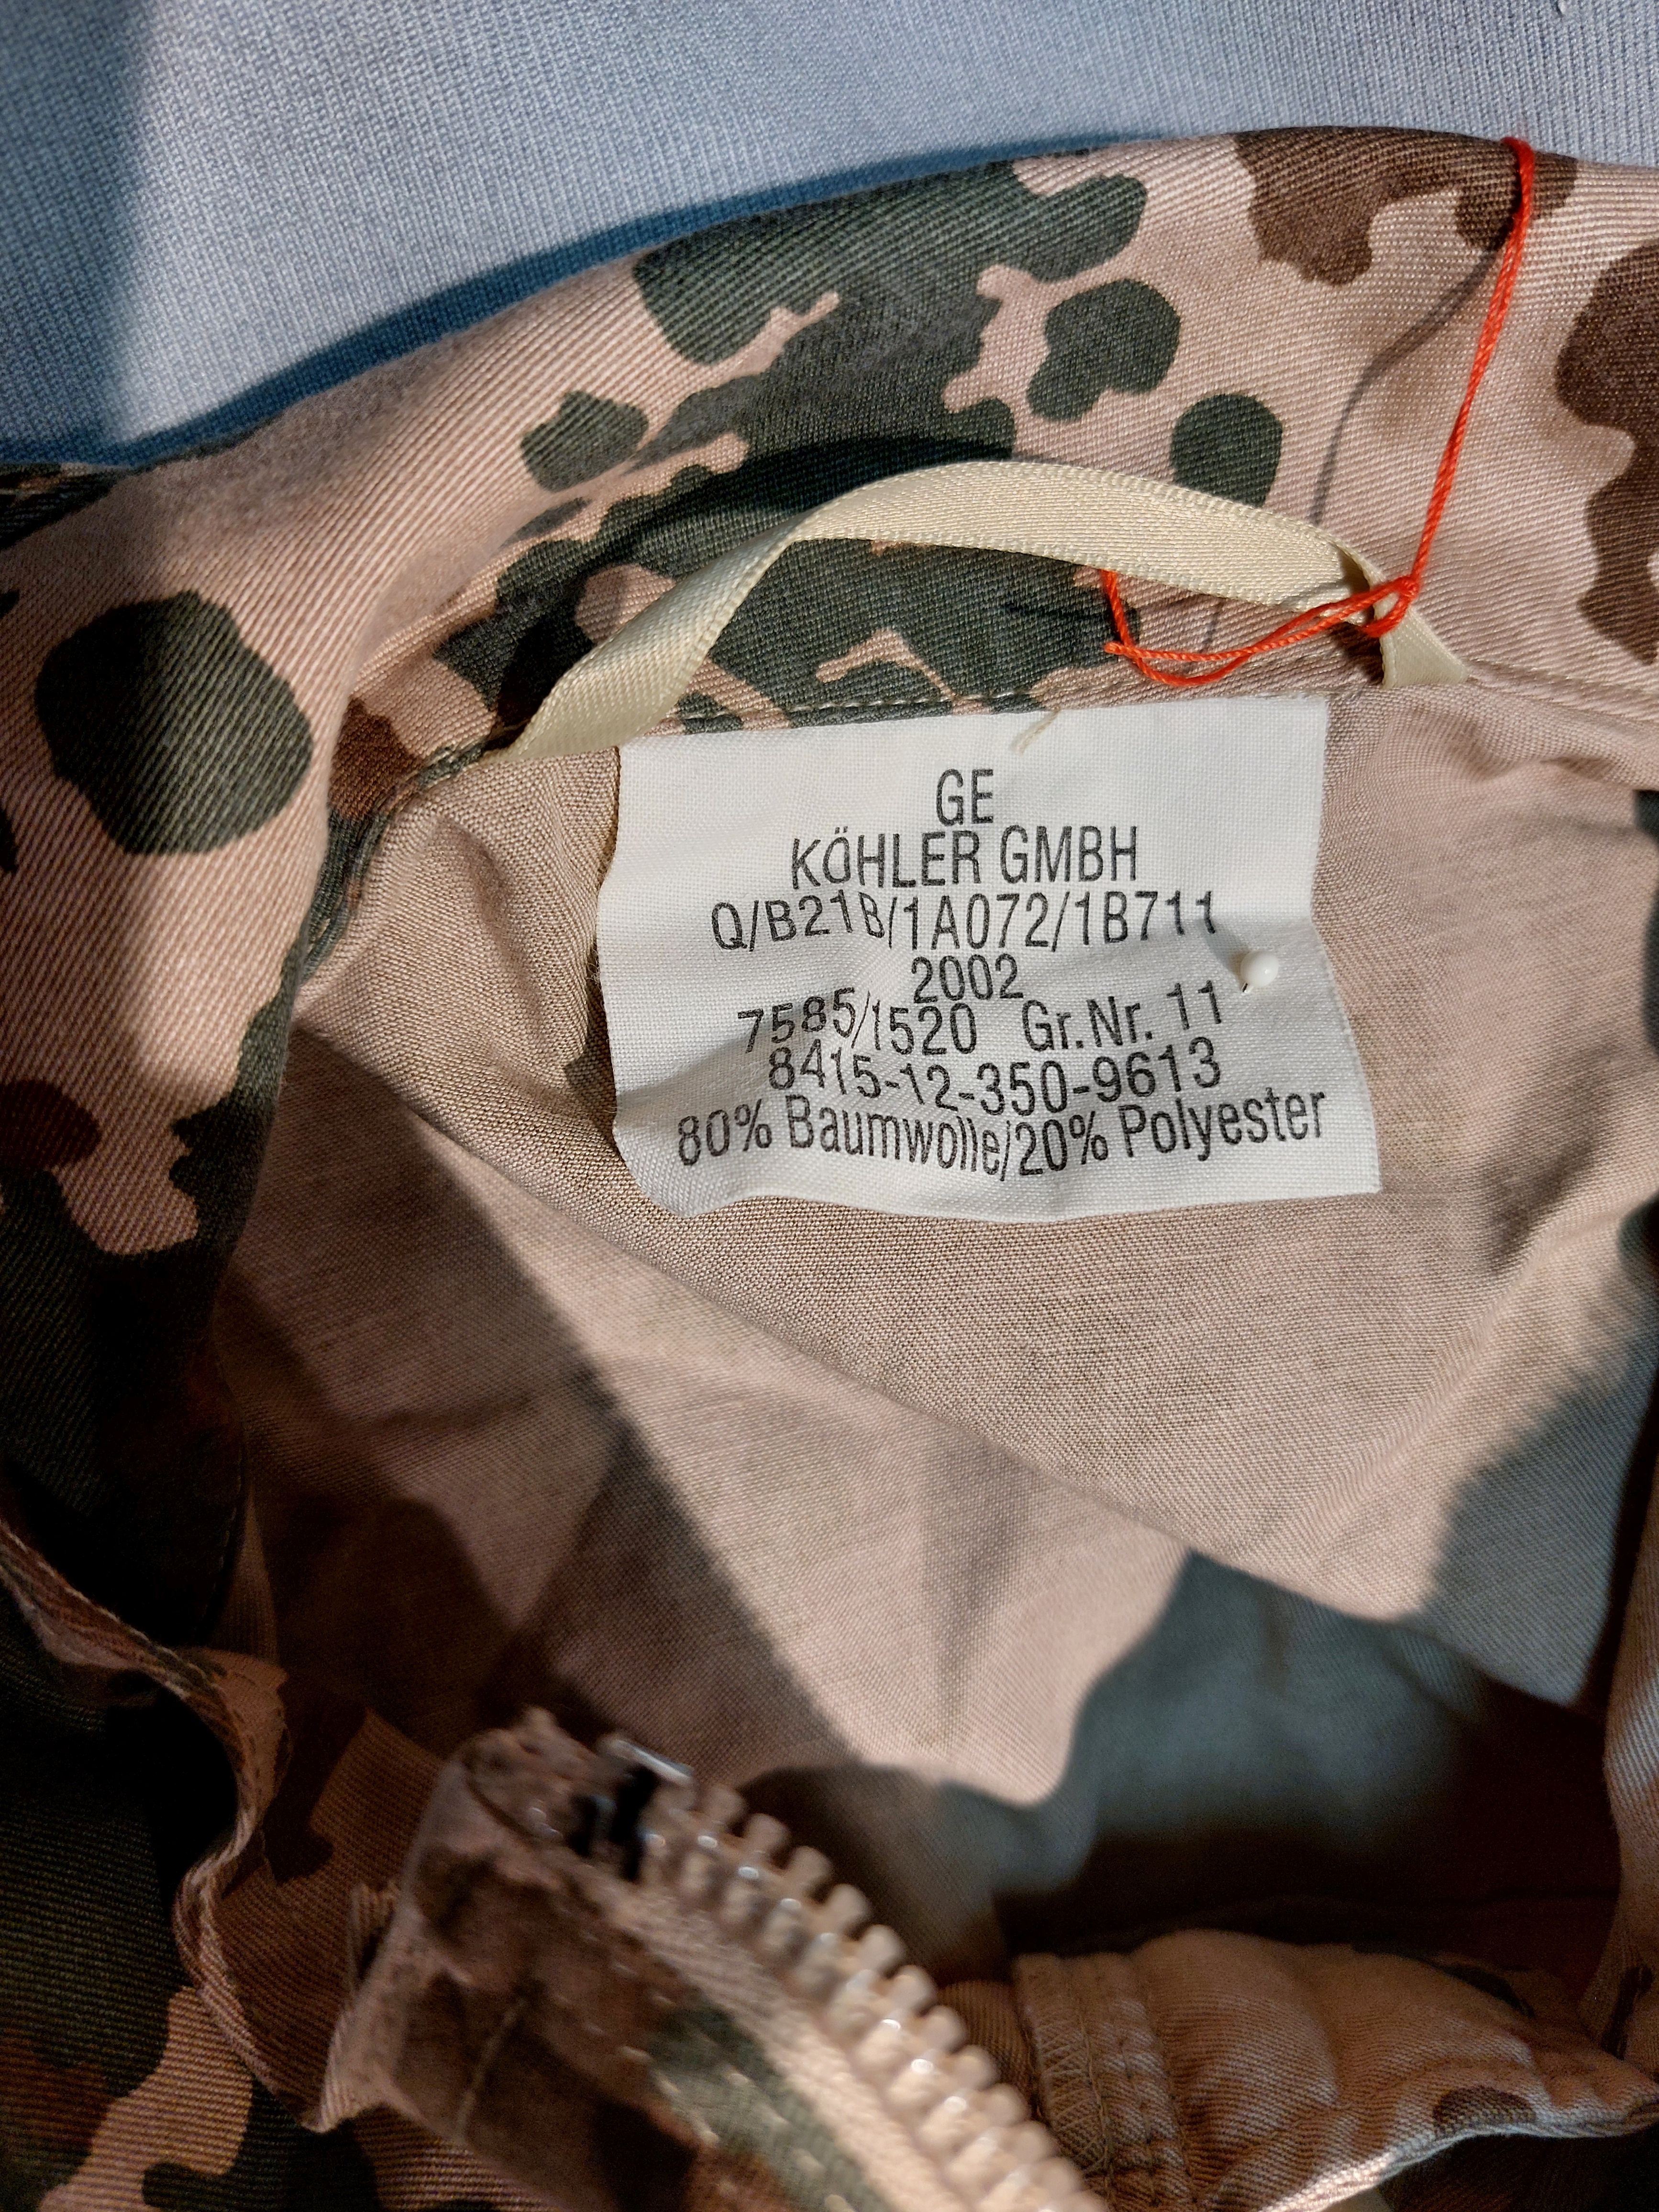 GE
KÖHLER GMBH
Q/B21B/1A072/1B711
2002
7585/1520 Gr.Nr. 11
8415-12-350-9613
80% Baumwolle/20% Polyester